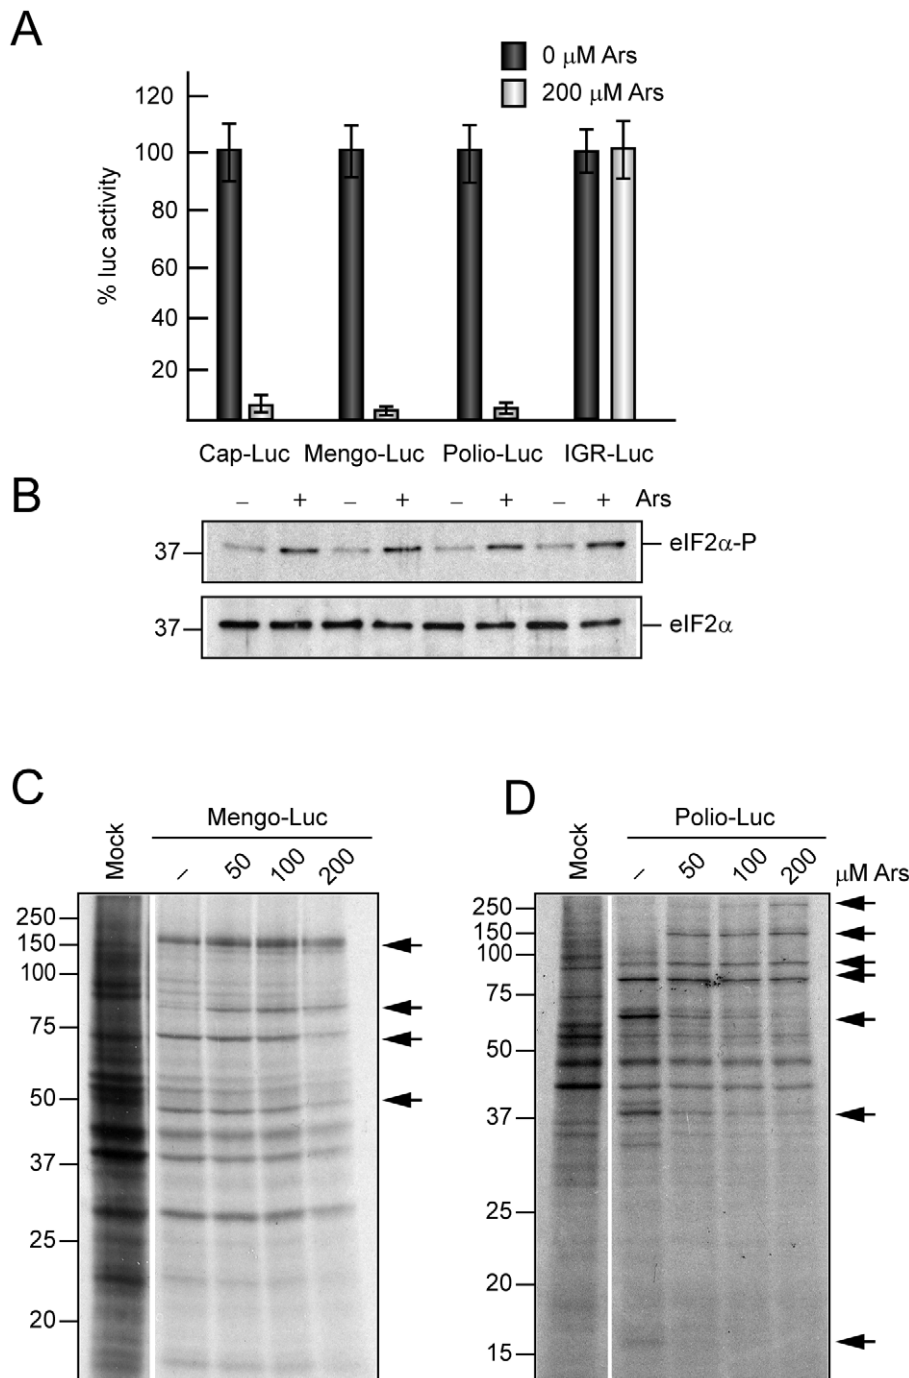 A
0 μM Ars
200 μM Ars
120
100
80
60
40
20
% luc activity
Cap-Luc Mengo-Luc Polio-Luc IGR-Luc
B
– + – + – + – + Ars
37 eIF2α-P
37 eIF2α
C
Mengo-Luc
Mock – 50 100 200
250
150
100
75
50
37
25
20
D
Polio-Luc
Mock – 50 100 200 μM Ars
250
150
100
75
50
37
25
20
15